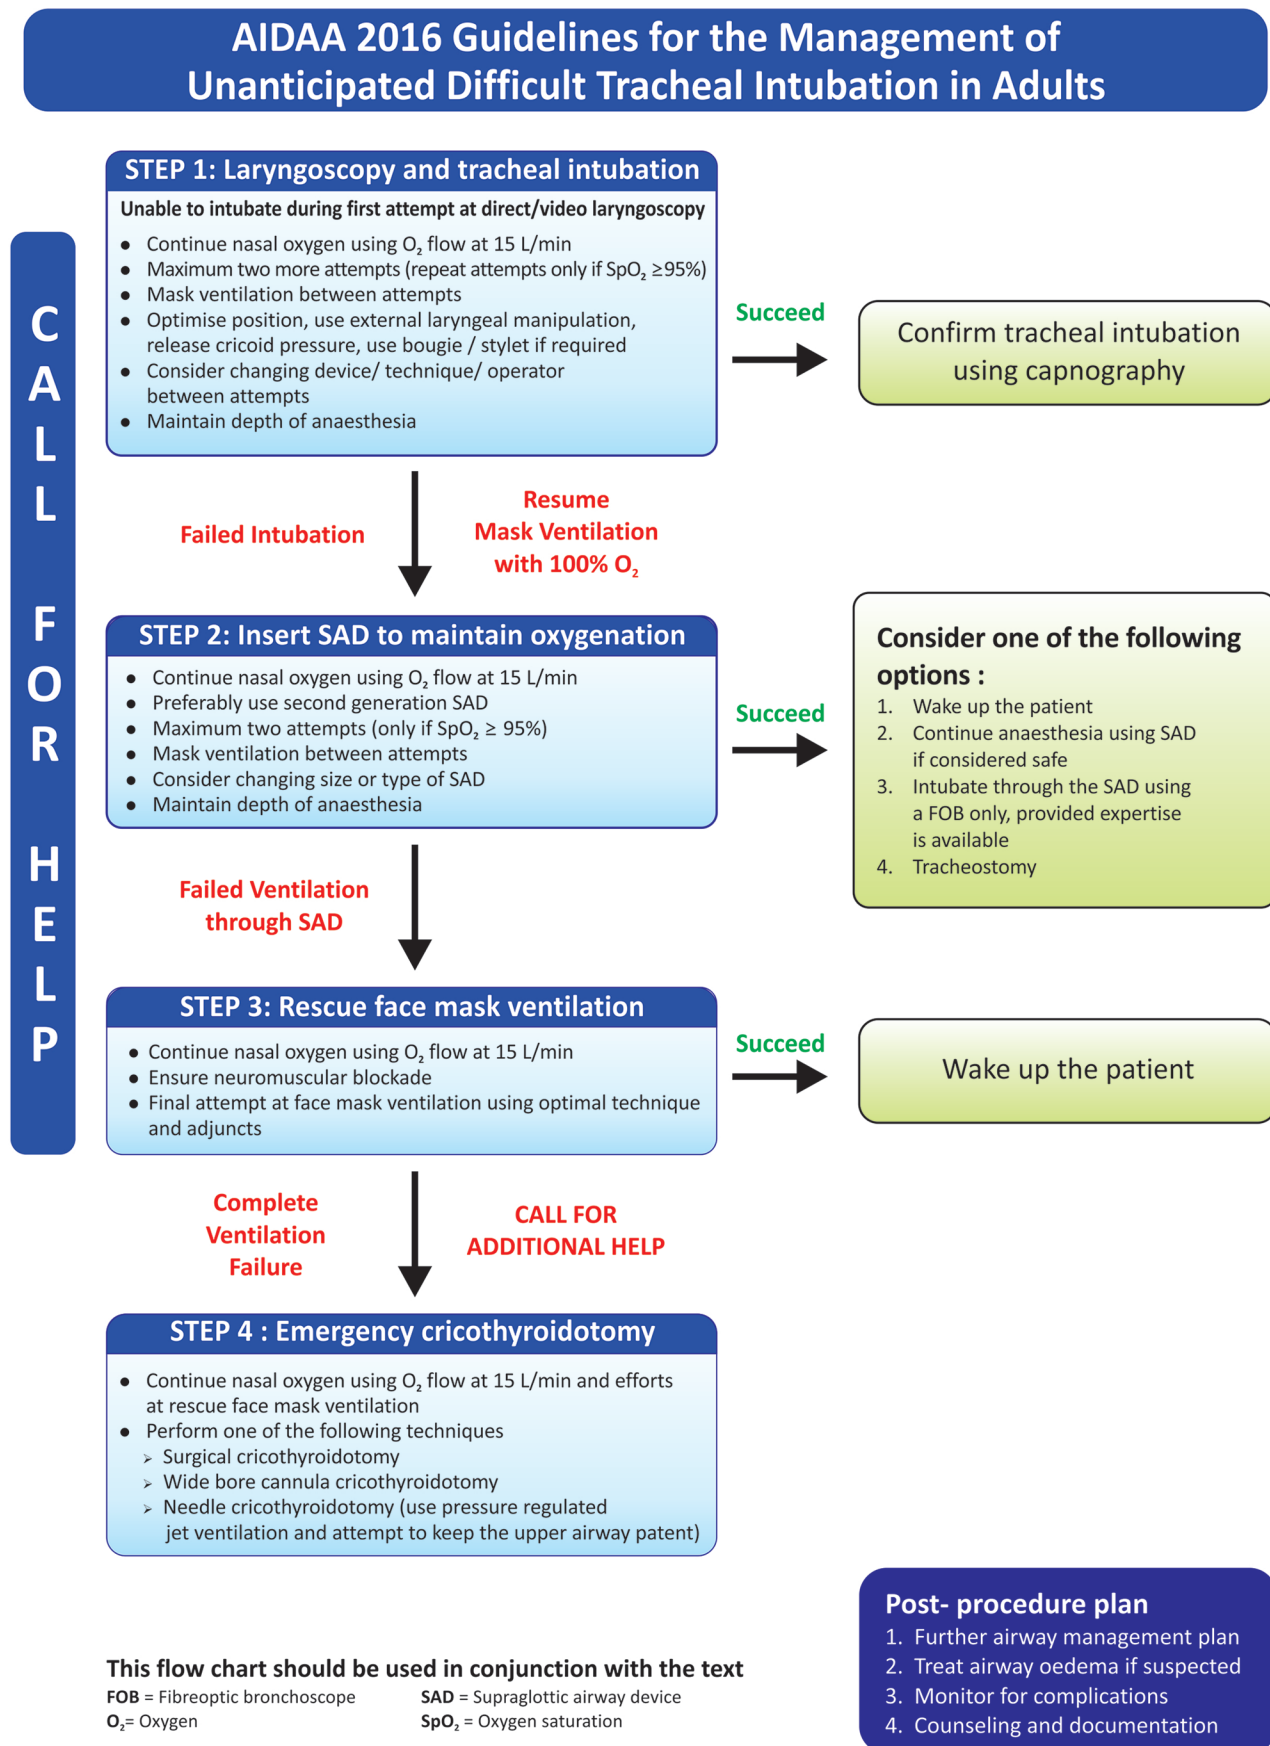 AIDAA 2016 Guidelines for the Management of
Unanticipated Difficult Tracheal Intubation in Adults
CALL FOR HELP
STEP 1: Laryngoscopy and tracheal intubation
Unable to intubate during first attempt at direct/video laryngoscopy
● Continue nasal oxygen using O₂ flow at 15 L/min
● Maximum two more attempts (repeat attempts only if SpO₂ ≥95%)
● Mask ventilation between attempts
● Optimise position, use external laryngeal manipulation,
release cricoid pressure, use bougie / stylet if required
● Consider changing device/ technique/ operator
between attempts
● Maintain depth of anaesthesia
Succeed
Confirm tracheal intubation
using capnography
Failed Intubation
Resume
Mask Ventilation
with 100% O₂
STEP 2: Insert SAD to maintain oxygenation
● Continue nasal oxygen using O₂ flow at 15 L/min
● Preferably use second generation SAD
● Maximum two attempts (only if SpO₂ ≥ 95%)
● Mask ventilation between attempts
● Consider changing size or type of SAD
● Maintain depth of anaesthesia
Succeed
Consider one of the following
options :
1. Wake up the patient
2. Continue anaesthesia using SAD
if considered safe
3. Intubate through the SAD using
a FOB only, provided expertise
is available
4. Tracheostomy
Failed Ventilation
through SAD
STEP 3: Rescue face mask ventilation
● Continue nasal oxygen using O₂ flow at 15 L/min
● Ensure neuromuscular blockade
● Final attempt at face mask ventilation using optimal technique
and adjuncts
Succeed
Wake up the patient
Complete
Ventilation
Failure
CALL FOR
ADDITIONAL HELP
STEP 4 : Emergency cricothyroidotomy
● Continue nasal oxygen using O₂ flow at 15 L/min and efforts
at rescue face mask ventilation
● Perform one of the following techniques
➢ Surgical cricothyroidotomy
➢ Wide bore cannula cricothyroidotomy
➢ Needle cricothyroidotomy (use pressure regulated
jet ventilation and attempt to keep the upper airway patent)
Post- procedure plan
1. Further airway management plan
2. Treat airway oedema if suspected
3. Monitor for complications
4. Counseling and documentation
This flow chart should be used in conjunction with the text
FOB = Fibreoptic bronchoscope
SAD = Supraglottic airway device
O₂= Oxygen
SpO₂ = Oxygen saturation